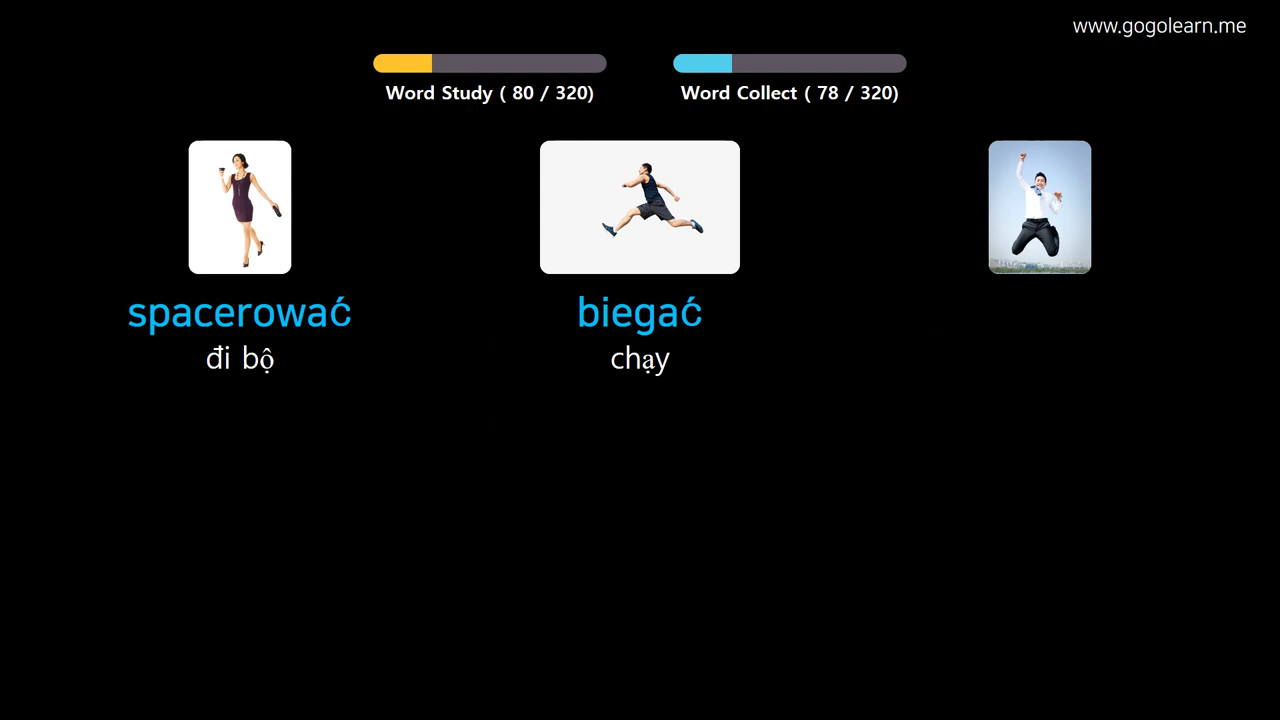 www.gogolearn.me
Word Study ( 80 / 320)
Word Collect ( 78 / 320)
spacerować
biegać
đi bộ
chạy